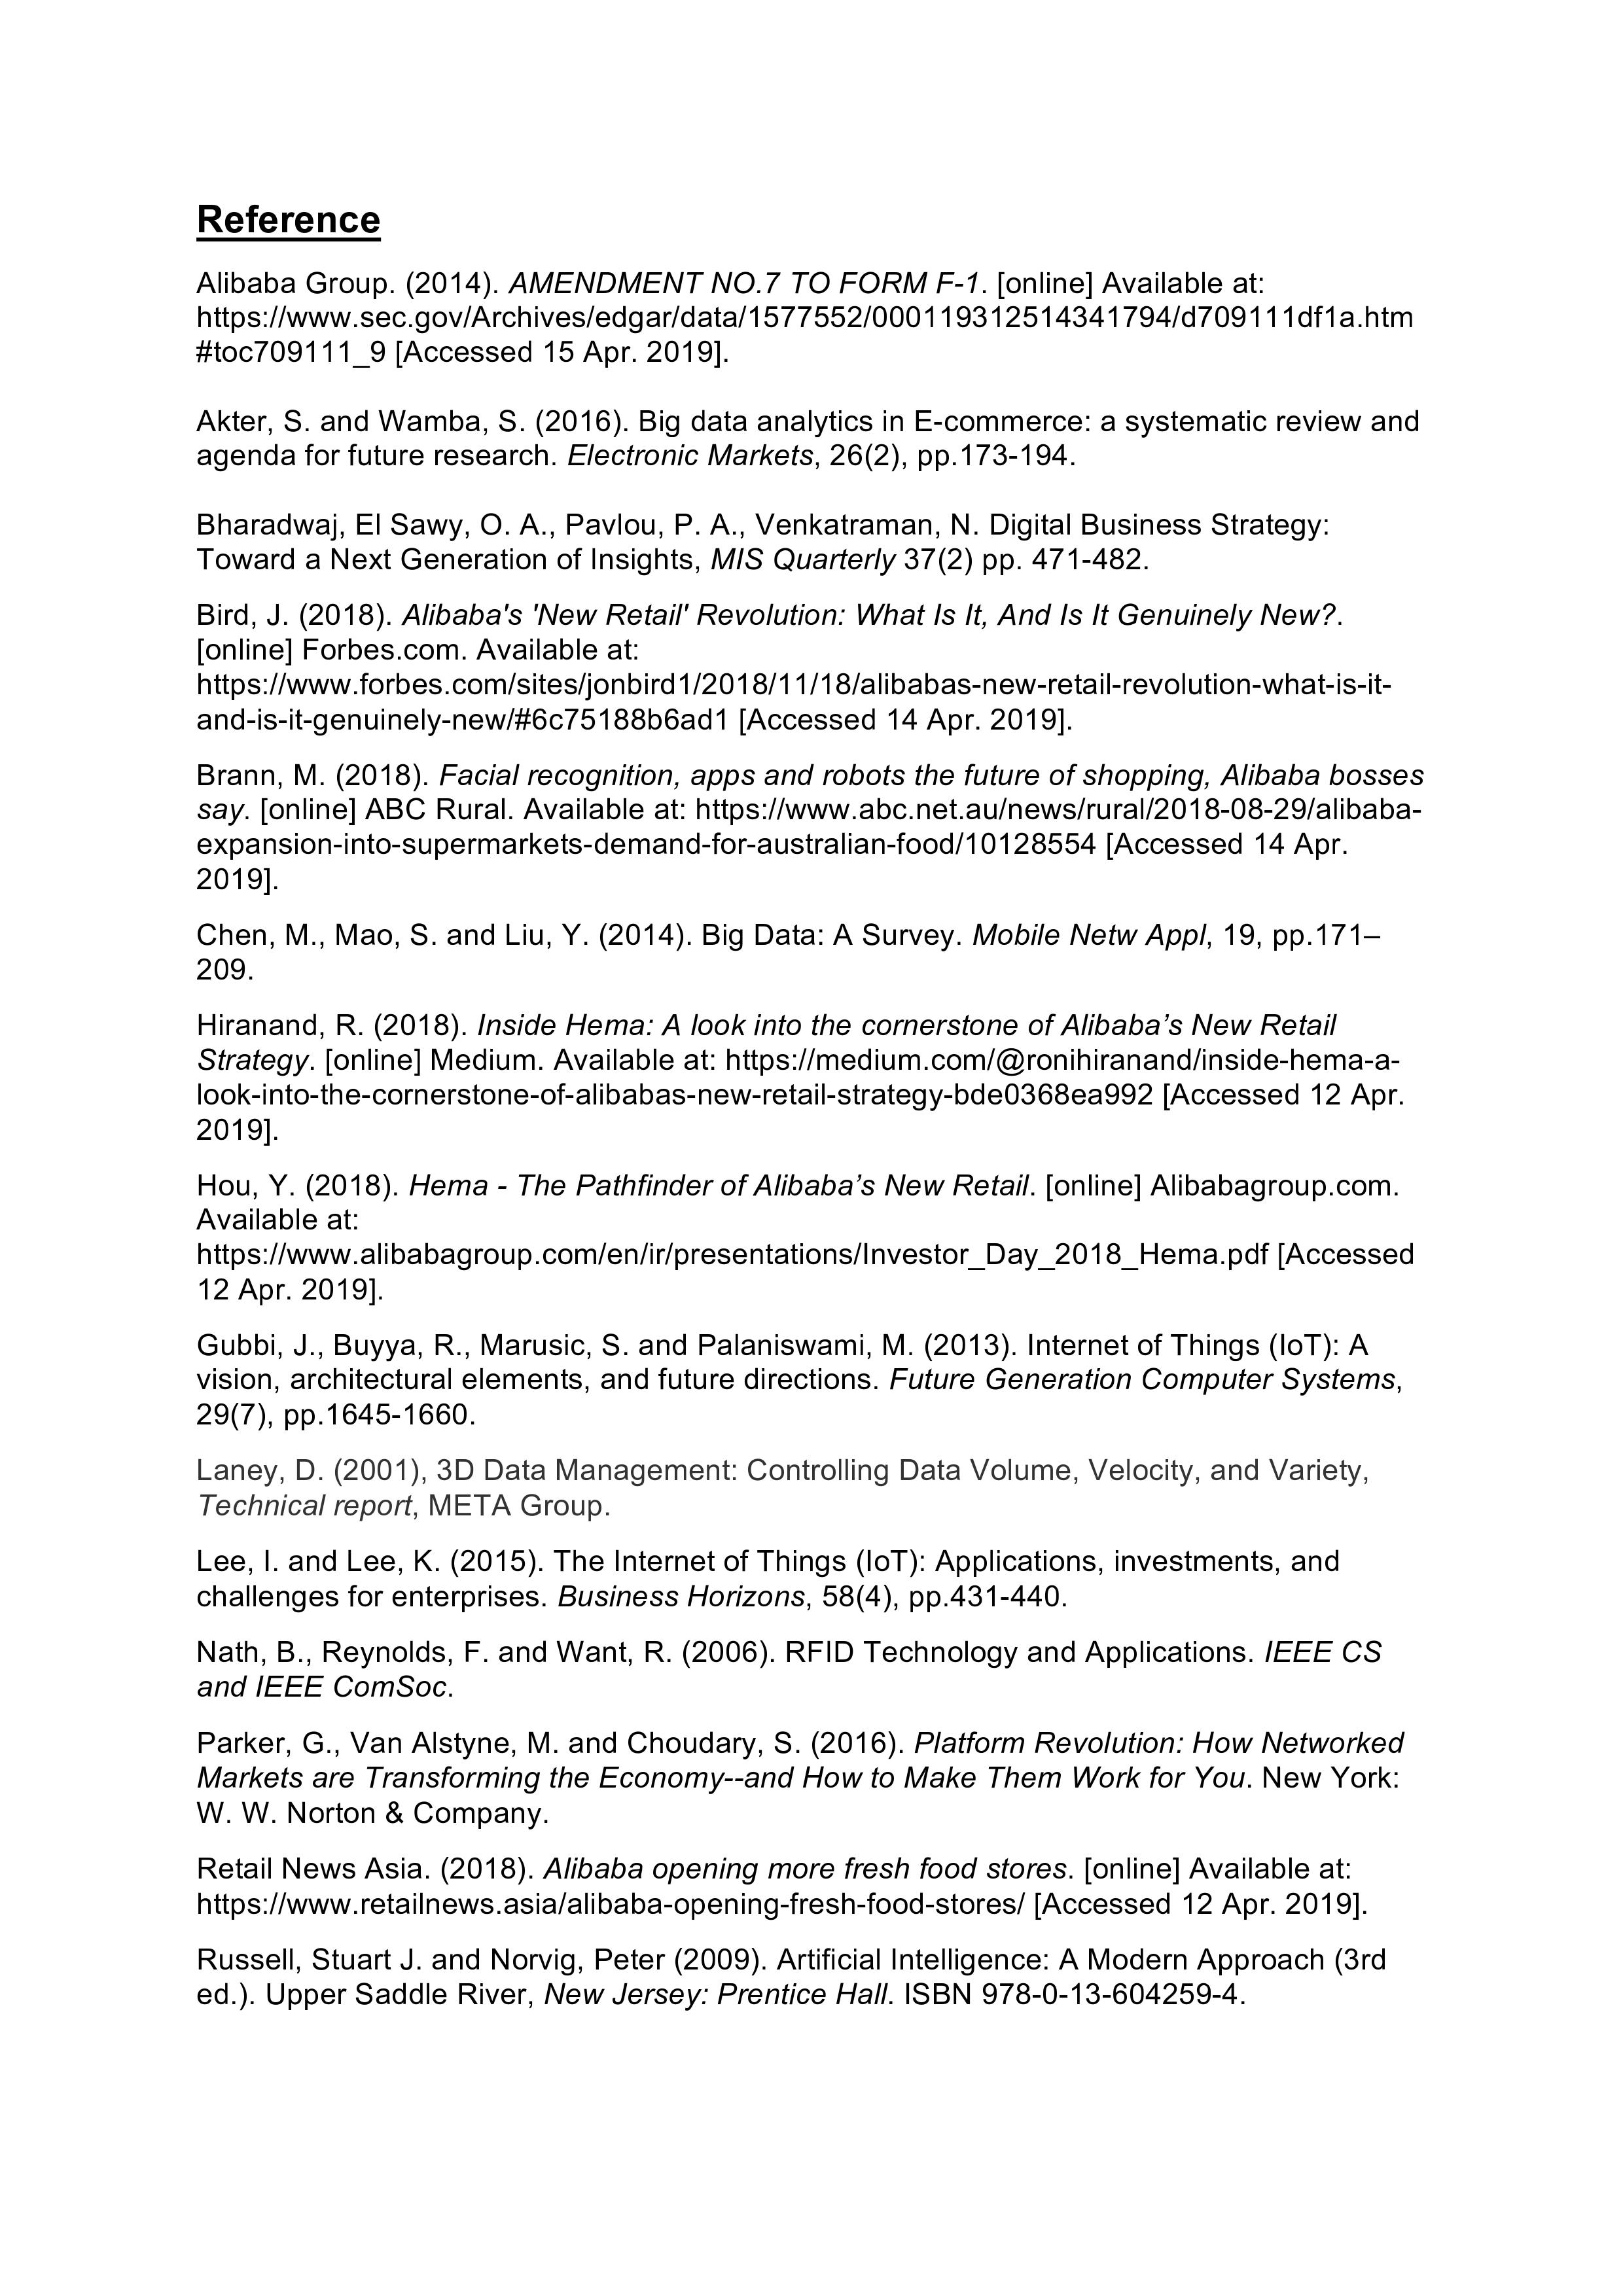 Reference
Alibaba Group. (2014). AMENDMENT NO.7 TO FORM F-1. [online] Available at:
https://www.sec.gov/Archives/edgar/data/1577552/000119312514341794/d709111df1a.htm
#toc709111_9 [Accessed 15 Apr. 2019].
Akter, S. and Wamba, S. (2016). Big data analytics in E-commerce: a systematic review and
agenda for future research. Electronic Markets, 26(2), pp.173-194.
Bharadwaj, El Sawy, O. A., Pavlou, P. A., Venkatraman, N. Digital Business Strategy:
Toward a Next Generation of Insights, MIS Quarterly 37(2) pp. 471-482.
Bird, J. (2018). Alibaba's 'New Retail' Revolution: What Is It, And Is It Genuinely New?.
[online] Forbes.com. Available at:
https://www.forbes.com/sites/jonbird1/2018/11/18/alibabas-new-retail-revolution-what-is-it-
and-is-it-genuinely-new/#6c75188b6ad1 [Accessed 14 Apr. 2019].
Brann, M. (2018). Facial recognition, apps and robots the future of shopping, Alibaba bosses
say. [online] ABC Rural. Available at: https://www.abc.net.au/news/rural/2018-08-29/alibaba-
expansion-into-supermarkets-demand-for-australian-food/10128554 [Accessed 14 Apr.
2019].
Chen, M., Mao, S. and Liu, Y. (2014). Big Data: A Survey. Mobile Netw Appl, 19, pp.171–
209.
Hiranand, R. (2018). Inside Hema: A look into the cornerstone of Alibaba’s New Retail
Strategy. [online] Medium. Available at: https://medium.com/@ronihiranand/inside-hema-a-
look-into-the-cornerstone-of-alibabas-new-retail-strategy-bde0368ea992 [Accessed 12 Apr.
2019].
Hou, Y. (2018). Hema - The Pathfinder of Alibaba’s New Retail. [online] Alibabagroup.com.
Available at:
https://www.alibabagroup.com/en/ir/presentations/Investor_Day_2018_Hema.pdf [Accessed
12 Apr. 2019].
Gubbi, J., Buyya, R., Marusic, S. and Palaniswami, M. (2013). Internet of Things (IoT): A
vision, architectural elements, and future directions. Future Generation Computer Systems,
29(7), pp.1645-1660.
Laney, D. (2001), 3D Data Management: Controlling Data Volume, Velocity, and Variety,
Technical report, META Group.
Lee, I. and Lee, K. (2015). The Internet of Things (IoT): Applications, investments, and
challenges for enterprises. Business Horizons, 58(4), pp.431-440.
Nath, B., Reynolds, F. and Want, R. (2006). RFID Technology and Applications. IEEE CS
and IEEE ComSoc.
Parker, G., Van Alstyne, M. and Choudary, S. (2016). Platform Revolution: How Networked
Markets are Transforming the Economy--and How to Make Them Work for You. New York:
W. W. Norton & Company.
Retail News Asia. (2018). Alibaba opening more fresh food stores. [online] Available at:
https://www.retailnews.asia/alibaba-opening-fresh-food-stores/ [Accessed 12 Apr. 2019].
Russell, Stuart J. and Norvig, Peter (2009). Artificial Intelligence: A Modern Approach (3rd
ed.). Upper Saddle River, New Jersey: Prentice Hall. ISBN 978-0-13-604259-4.